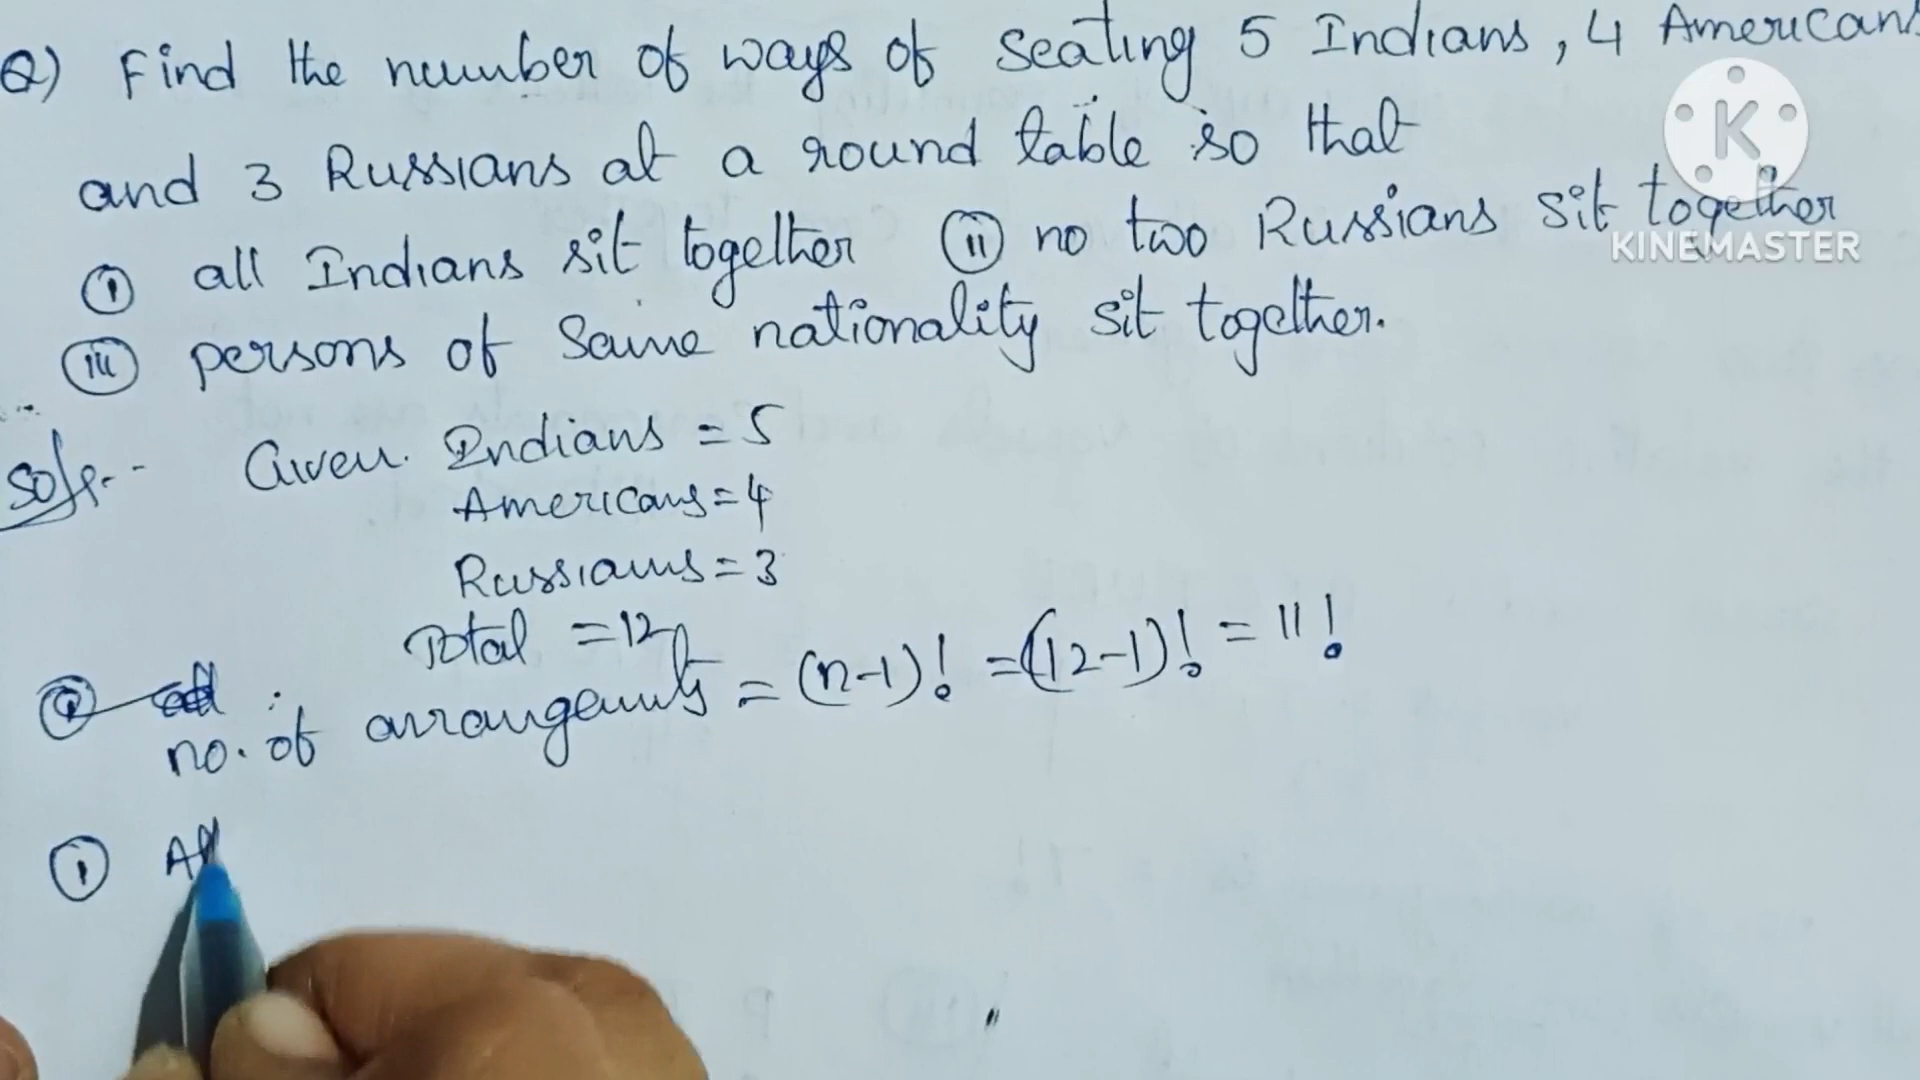 Q) Find the number of ways of seating 5 Indians, 4 Americans
and 3 Russians at a round table so that
(i) all Indians sit together (ii) no two Russians sit together
(iii) persons of same nationality sit together.
K
KINEMASTER
Given. Indians = 5
Americans = 4
Russians = 3
Total = 12
no. of arrangements = (n-1)! = (12-1)! = 11!
(i) All